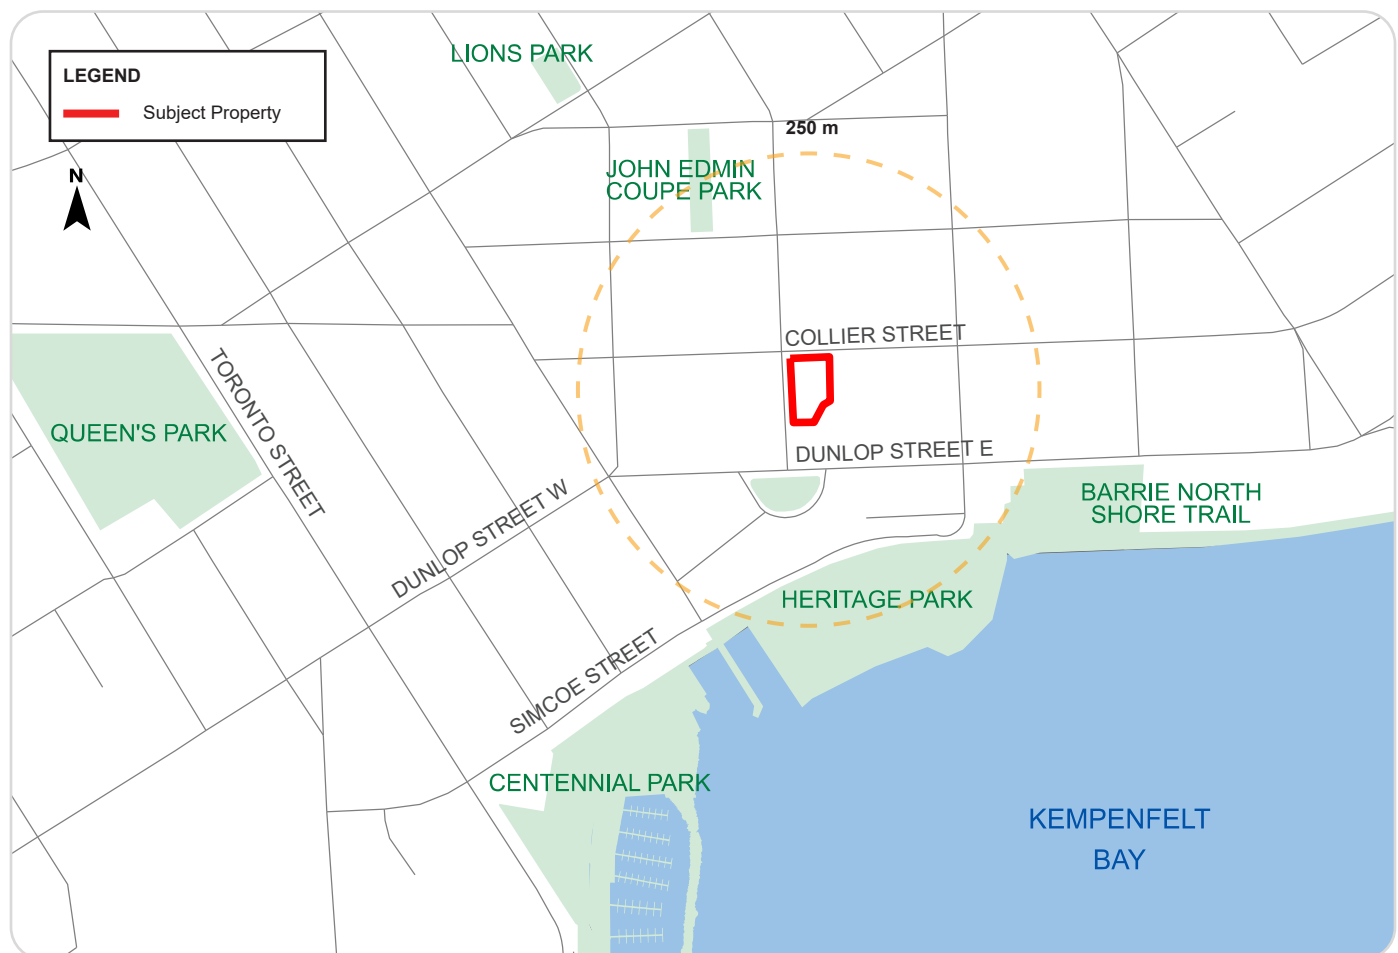 LIONS PARK
LEGEND
Subject Property
250 m
N
JOHN EDMIN
COUPE PARK
COLLIER STREET
TORONTO STREET
QUEEN'S PARK
DUNLOP STREET E
DUNLOP STREET W
BARRIE NORTH
SHORE TRAIL
HERITAGE PARK
SIMCOE STREET
CENTENNIAL PARK
KEMPENFELT
BAY